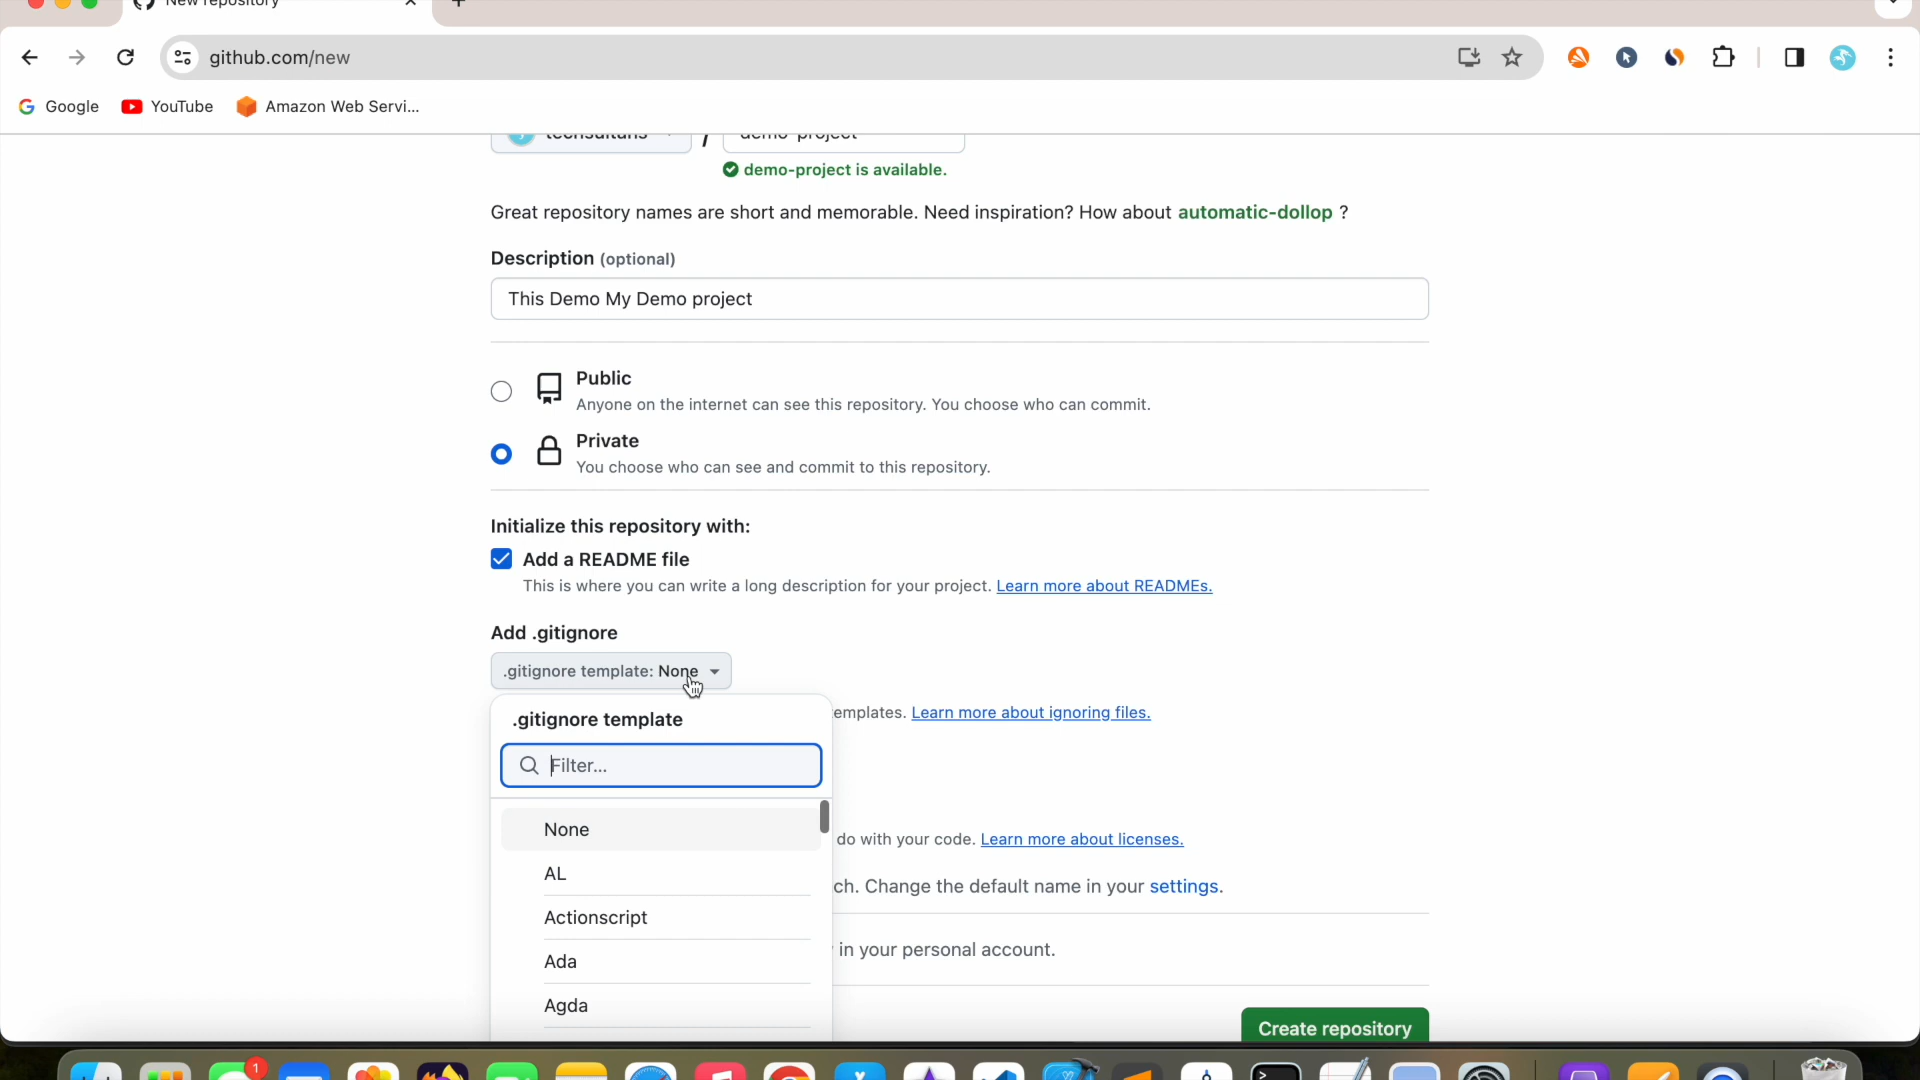 New repository
github.com/new
Google YouTube Amazon Web Servi...
techsultans / demo-project
demo-project is available.
Great repository names are short and memorable. Need inspiration? How about automatic-dollop ?
Description (optional)
This Demo My Demo project
Public
Anyone on the internet can see this repository. You choose who can commit.
Private
You choose who can see and commit to this repository.
Initialize this repository with:
Add a README file
This is where you can write a long description for your project. Learn more about READMEs.
Add .gitignore
.gitignore template: None
.gitignore template
emplates. Learn more about ignoring files.
Filter...
None
do with your code. Learn more about licenses.
AL
ch. Change the default name in your settings.
Actionscript
in your personal account.
Ada
Agda
Create repository
1